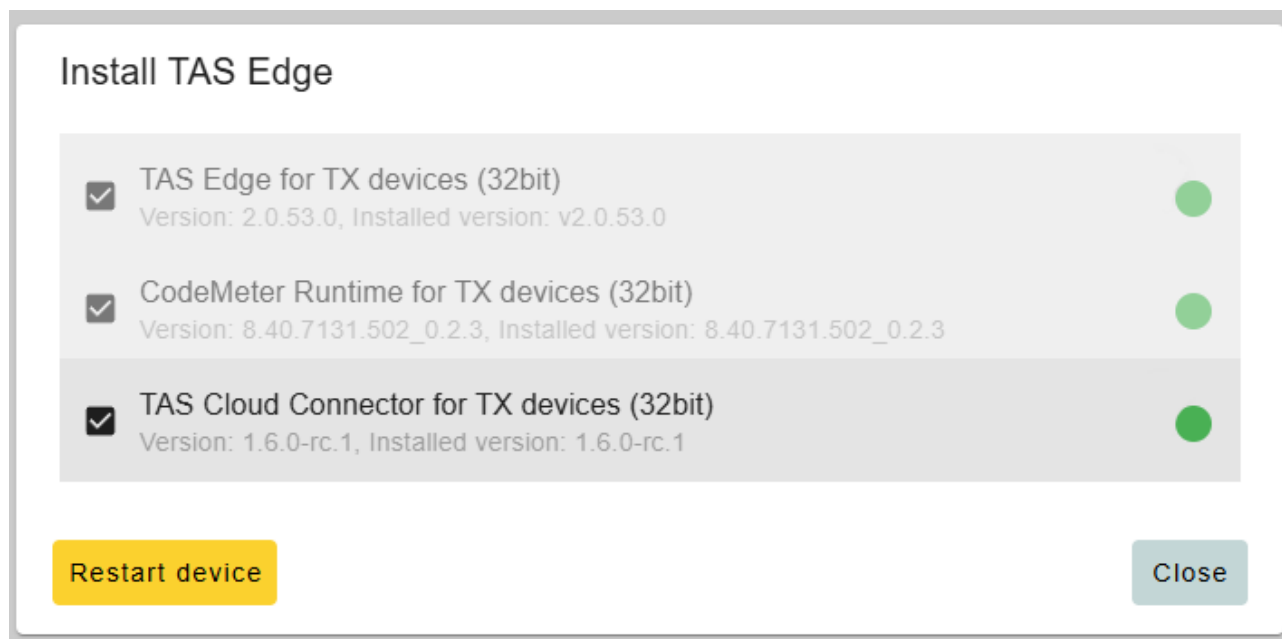 Install TAS Edge
TAS Edge for TX devices (32bit)
Version: 2.0.53.0, Installed version: v2.0.53.0
CodeMeter Runtime for TX devices (32bit)
Version: 8.40.7131.502_0.2.3, Installed version: 8.40.7131.502_0.2.3
TAS Cloud Connector for TX devices (32bit)
Version: 1.6.0-rc.1, Installed version: 1.6.0-rc.1
Restart device
Close